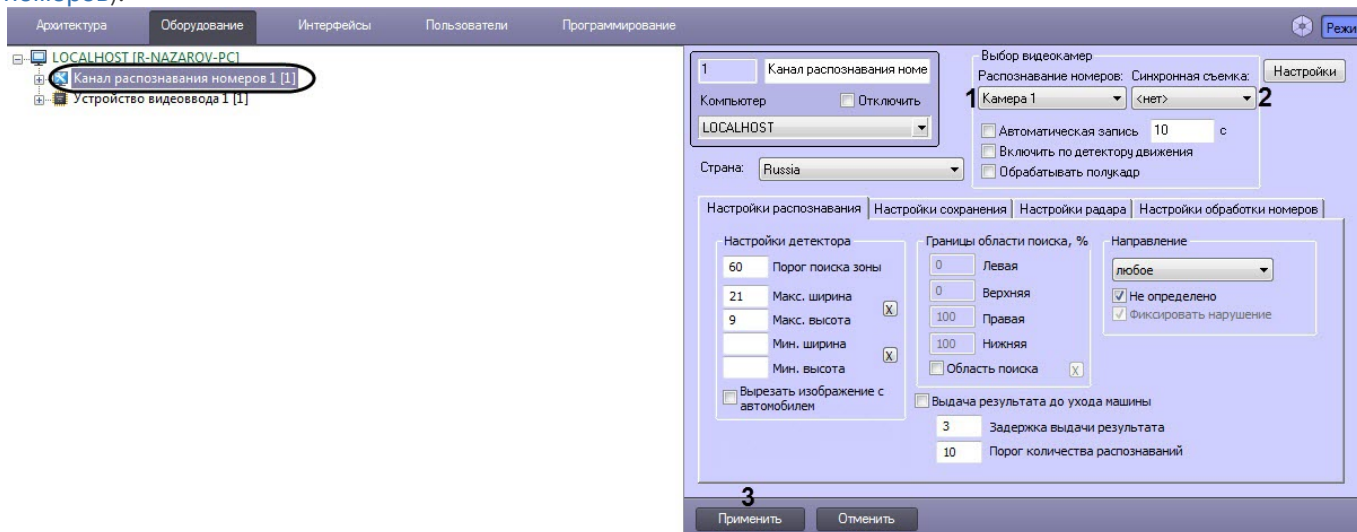 номеров).
Архитектура Оборудование Интерфейсы Пользователи Программирование Режи
LOCALHOST [R-NAZAROV-PC]
Канал распознавания номеров 1 [1]
Устройство видеоввода 1 [1]
1 Канал распознавания номе
Компьютер Отключить
LOCALHOST
Страна: Russia
Выбор видеокамер
Распознавание номеров: Синхронная съемка: Настройки
1 Камера 1 <нет> 2
Автоматическая запись 10 с
Включить по детектору движения
Обрабатывать полукадр
Настройки распознавания Настройки сохранения Настройки радара Настройки обработки номеров
Настройки детектора
60 Порог поиска зоны
21 Макс. ширина
9 Макс. высота
X
Мин. ширина
Мин. высота
X
Вырезать изображение с
автомобилем
Границы области поиска, %
0 Левая
0 Верхняя
100 Правая
100 Нижняя
Область поиска X
Направление
любое
Не определено
Фиксировать нарушение
Выдача результата до ухода машины
3 Задержка выдачи результата
10 Порог количества распознаваний
3
Применить Отменить